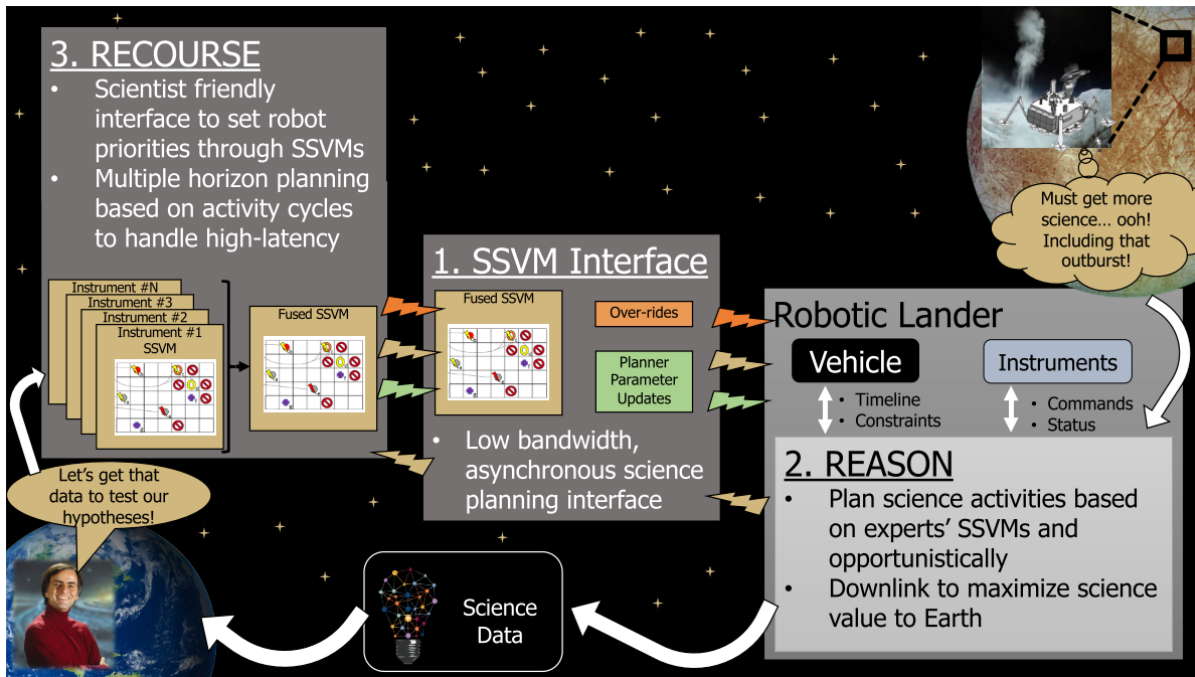 3. RECOURSE
• Scientist friendly
interface to set robot
priorities through SSVMs
• Multiple horizon planning
based on activity cycles
to handle high-latency
Instrument #N
Instrument #3
Instrument #2
Instrument #1
SSVM
Fused SSVM
Let's get that
data to test our
hypotheses!
1. SSVM Interface
Fused SSVM
Over-rides
Planner
Parameter
Updates
• Low bandwidth,
asynchronous science
planning interface
Must get more
science... ooh!
Including that
outburst!
Robotic Lander
Vehicle
Instruments
• Timeline
• Constraints
• Commands
• Status
2. REASON
• Plan science activities based
on experts' SSVMs and
opportunistically
• Downlink to maximize science
value to Earth
Science
Data